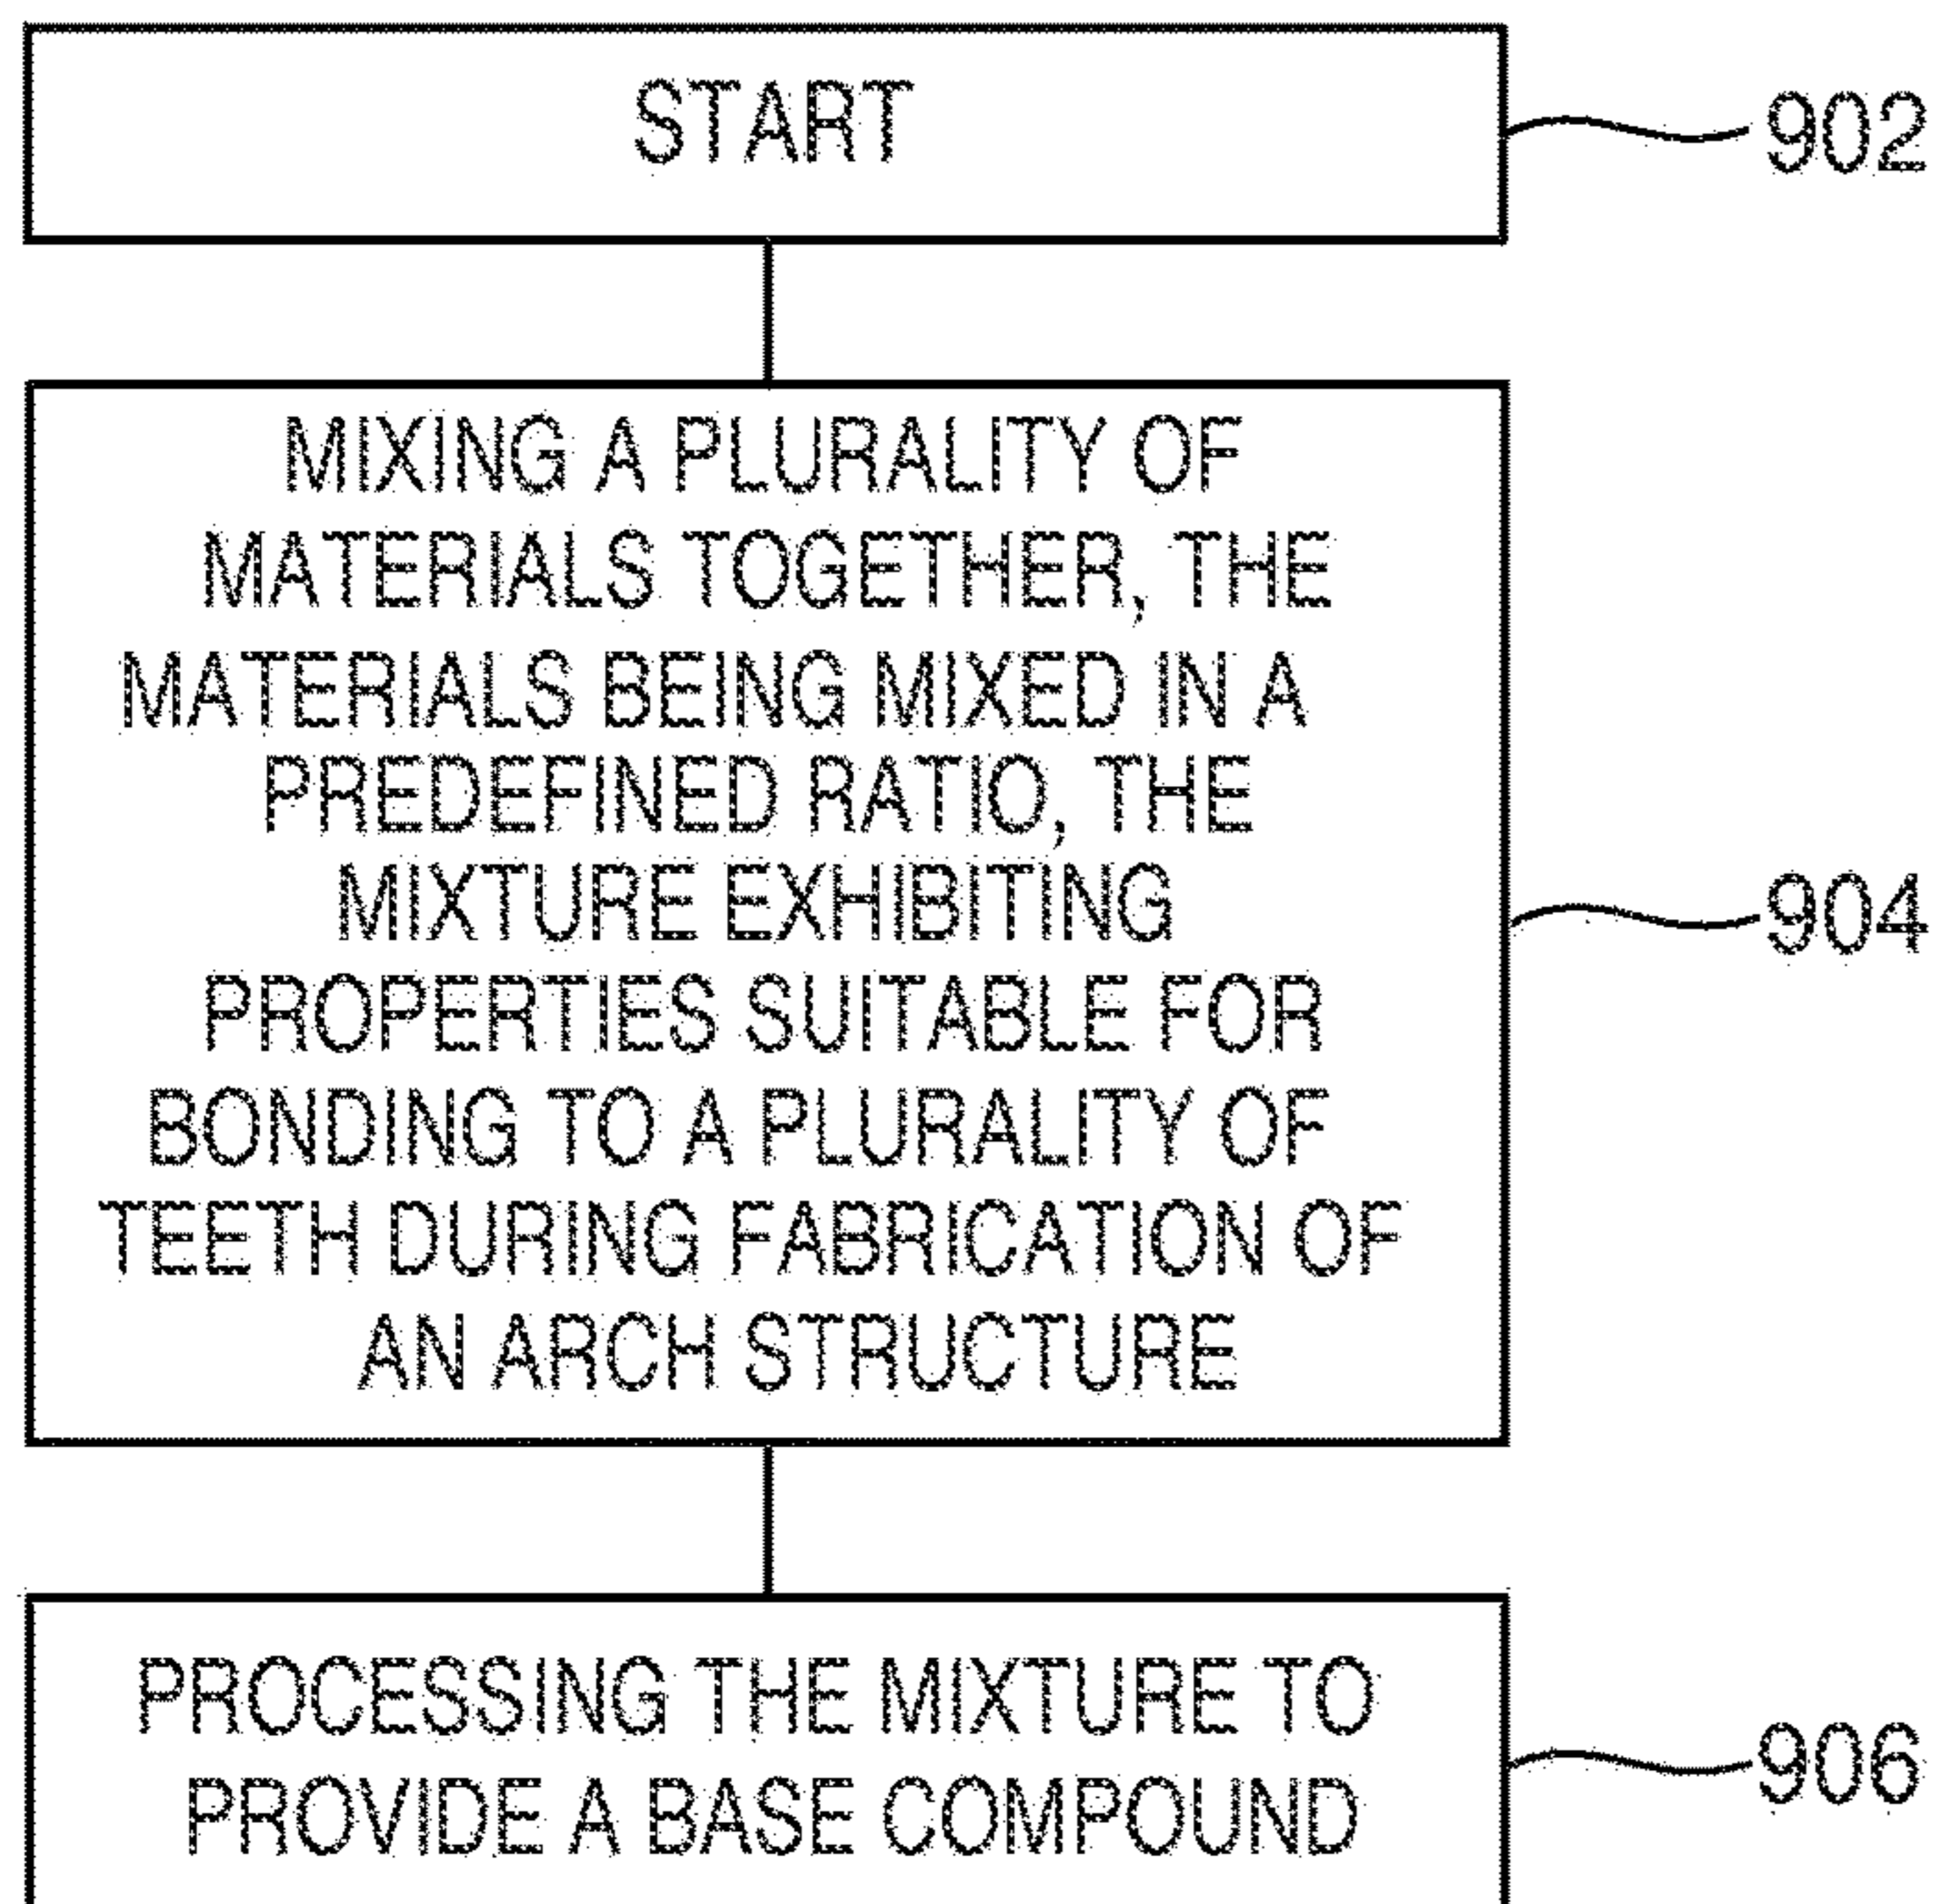 START
902
MIXING A PLURALITY OF
MATERIALS TOGETHER, THE
MATERIALS BEING MIXED IN A
PREDEFINED RATIO, THE
MIXTURE EXHIBITING
PROPERTIES SUITABLE FOR
BONDING TO A PLURALITY OF
TEETH DURING FABRICATION OF
AN ARCH STRUCTURE
904
PROCESSING THE MIXTURE TO
PROVIDE A BASE COMPOUND
906